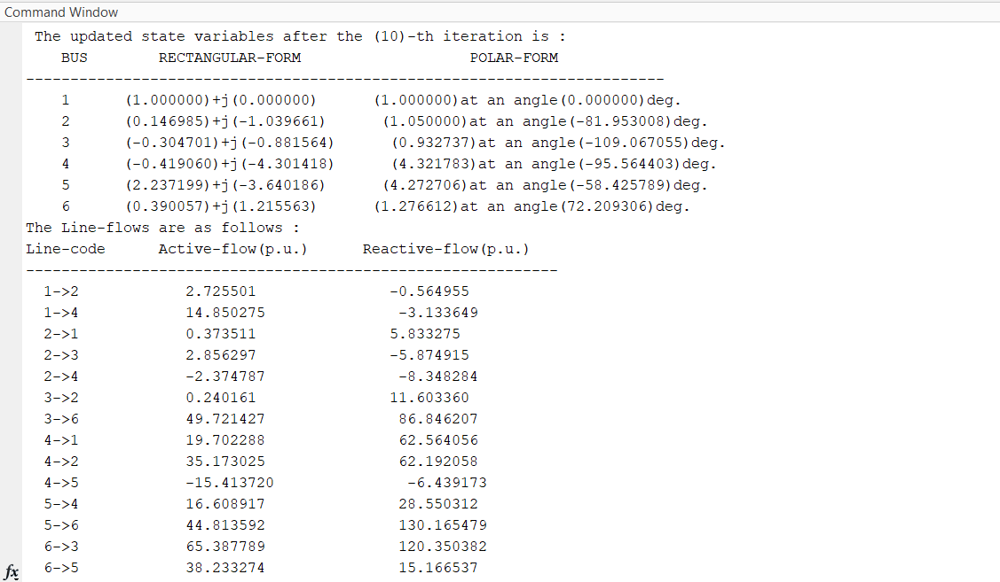 Command Window
The updated state variables after the (10)-th iteration is :
BUS RECTANGULAR-FORM POLAR-FORM
------------------------------------------------------------------------
1 (1.000000)+j(0.000000) (1.000000)at an angle(0.000000)deg.
2 (0.146985)+j(-1.039661) (1.050000)at an angle(-81.953008)deg.
3 (-0.304701)+j(-0.881564) (0.932737)at an angle(-109.067055)deg.
4 (-0.419060)+j(-4.301418) (4.321783)at an angle(-95.564403)deg.
5 (2.237199)+j(-3.640186) (4.272706)at an angle(-58.425789)deg.
6 (0.390057)+j(1.215563) (1.276612)at an angle(72.209306)deg.
The Line-flows are as follows :
Line-code Active-flow(p.u.) Reactive-flow(p.u.)
------------------------------------------------------------
1->2 2.725501 -0.564955
1->4 14.850275 -3.133649
2->1 0.373511 5.833275
2->3 2.856297 -5.874915
2->4 -2.374787 -8.348284
3->2 0.240161 11.603360
3->6 49.721427 86.846207
4->1 19.702288 62.564056
4->2 35.173025 62.192058
4->5 -15.413720 -6.439173
5->4 16.608917 28.550312
5->6 44.813592 130.165479
6->3 65.387789 120.350382
6->5 38.233274 15.166537
fx